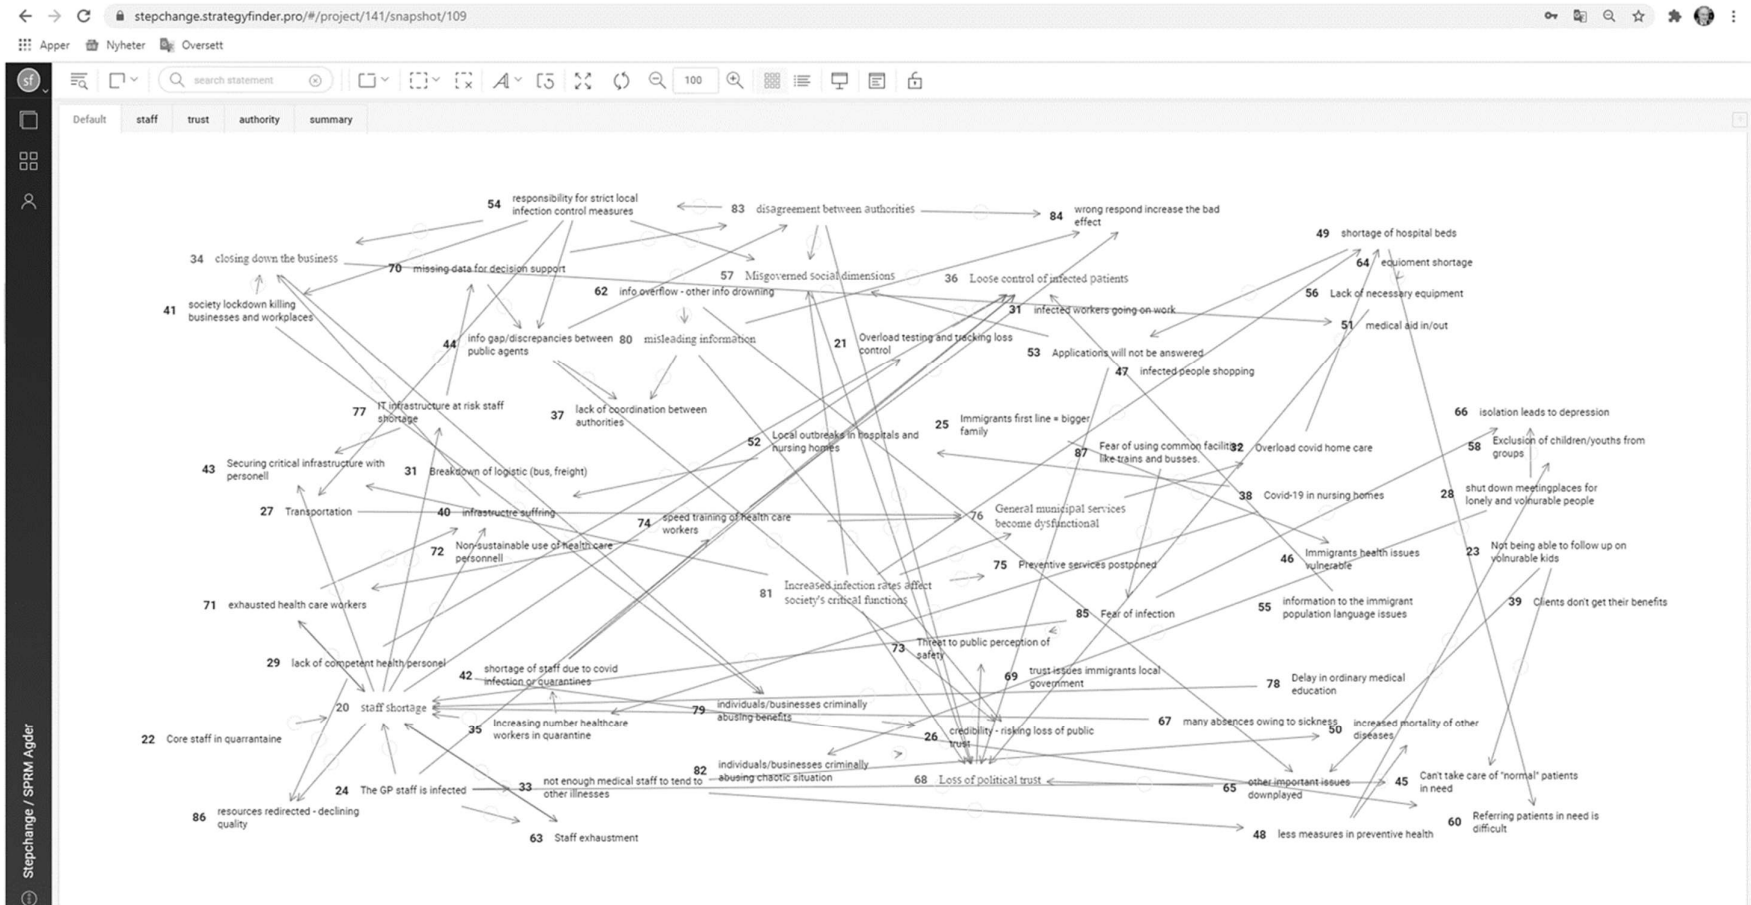 stepchange.strategyfinder.pro/#/project/141/snapshot/109
Apper Nyheter Oversett
sf
search statement
100
Default staff trust authority summary
54 responsibility for strict local
infection control measures
83 disagreement between authorities
84 wrong respond increase the bad
effect
49 shortage of hospital beds
34 closing down the business
70 missing data for decision support
57 Misgoverned social dimensions
36 Loose control of infected patients
64 equioment shortage
62 info overflow - other info drowning
56 Lack of necessary equipment
41 society lockdown killing
businesses and workplaces
31 infected workers going on work
51 medical aid in/out
44 info gap/discrepancies between
public agents
80 misleading information
21 Overload testing and tracking loss
control
53 Applications will not be answered
47 infected people shopping
77 IT infrastructure at risk staff
shortage
37 lack of coordination between
authorities
25 Immigrants first line = bigger
family
66 isolation leads to depression
52 Local outbreaks in hospitals and
nursing homes
87 Fear of using common facilities
like trains and busses.
32 Overload covid home care
58 Exclusion of children/youths from
groups
43 Securing critical infrastructure with
personell
31 Breakdown of logistic (bus, freight)
38 Covid-19 in nursing homes
28 shut down meetingplaces for
lonely and volnurable people
27 Transportation
40 infrastructre suffring
74 speed training of health care
workers
76 General municipal services
become dysfunctional
72 Non-sustainable use of health care
personnell
75 Preventive services postponed
46 Immigrants health issues
vulnerable
23 Not being able to follow up on
volnurable kids
81 Increased infection rates affect
society's critical functions
71 exhausted health care workers
85 Fear of infection
55 information to the immigrant
population language issues
39 Clients don't get their benefits
73 Threat to public perception of
safety
29 lack of competent health personel
42 shortage of staff due to covid
infection or quarantines
69 trust issues immigrants local
government
78 Delay in ordinary medical
education
20 staff shortage
79 individuals/businesses criminally
abusing benefits
35 Increasing number healthcare
workers in quarantine
67 many absences owing to sickness
50 increased mortality of other
diseases
22 Core staff in quarrantaine
26 credibility - risking loss of public
trust
82 individuals/businesses criminally
abusing chaotic situation
24 The GP staff is infected
33 not enough medical staff to tend to
other illnesses
68 Loss of political trust
65 other important issues
downplayed
45 Can't take care of "normal" patients
in need
86 resources redirected - declining
quality
63 Staff exhaustment
48 less measures in preventive health
60 Referring patients in need is
difficult
Stepchange / SPRM Agder